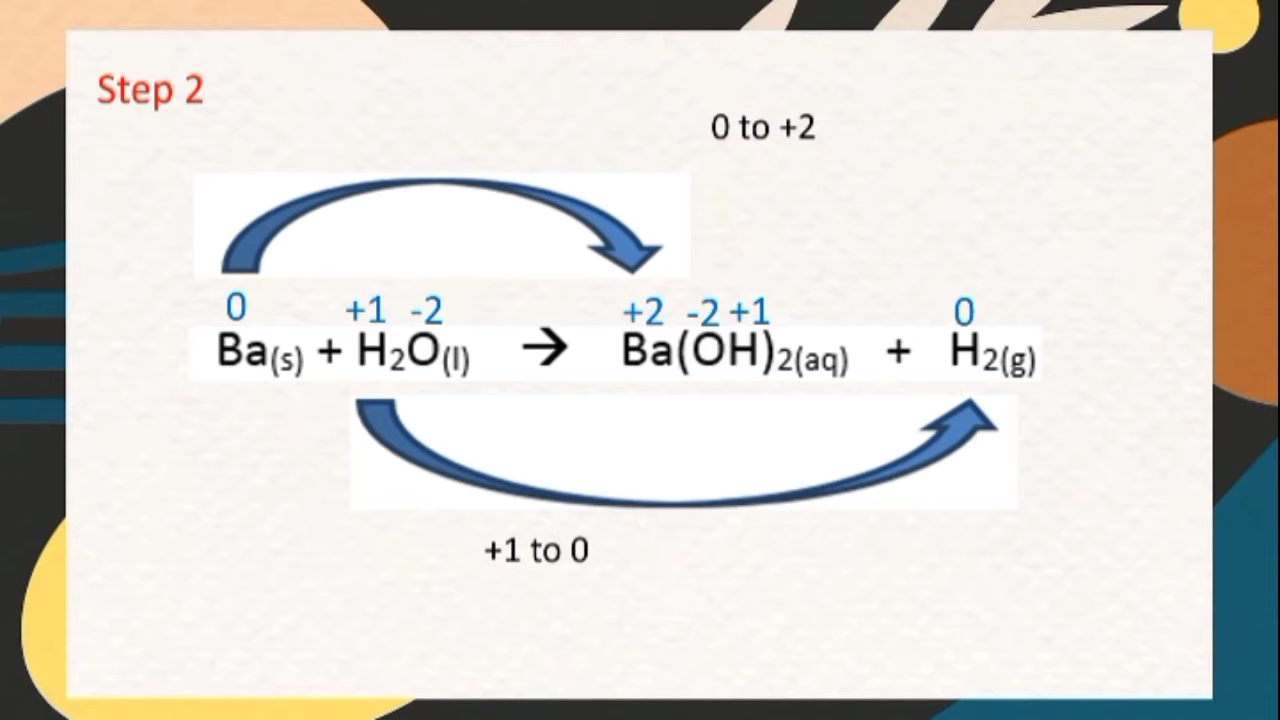 Step 2
0 to +2
0 +1 -2 +2 -2 +1 0
Ba(s) + H2O(l) → Ba(OH)2(aq) + H2(g)
+1 to 0